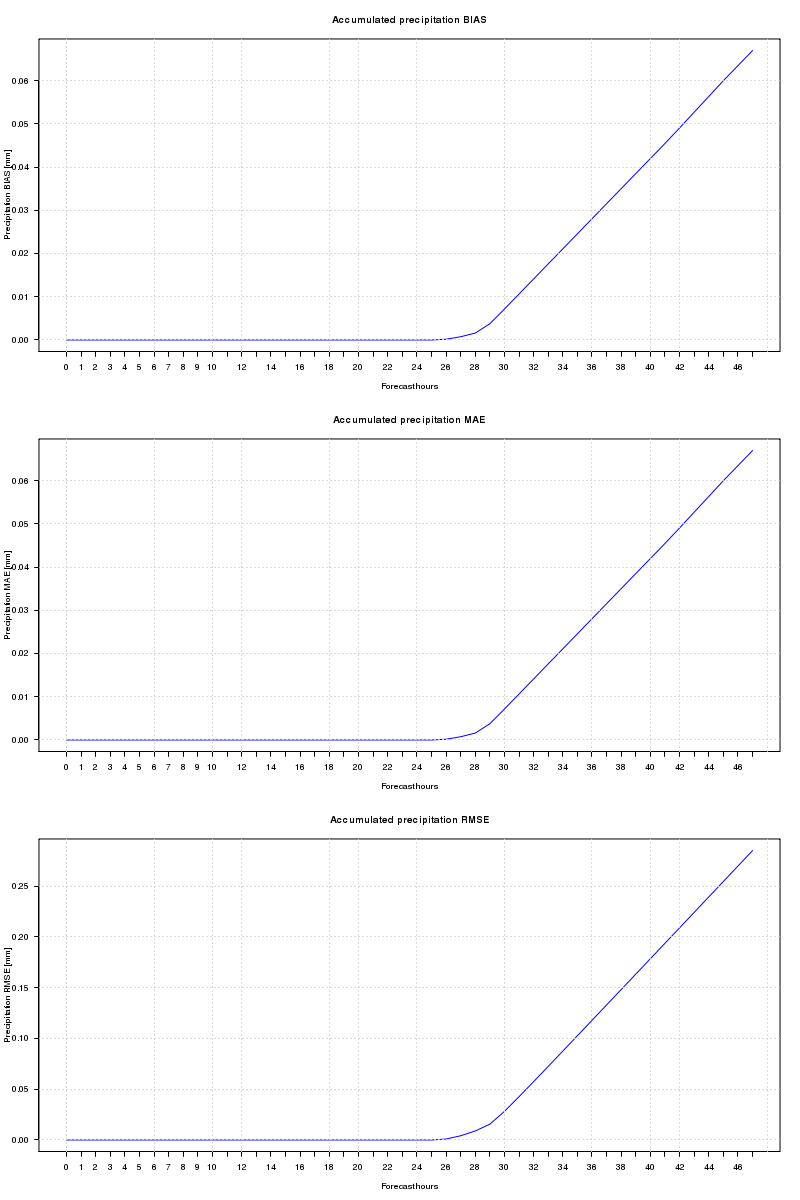 Accumulated precipitation BIAS
Precipitation BIAS [mm]
0.06
0.05
0.04
0.03
0.02
0.01
0.00
0 1 2 3 4 5 6 7 8 9 10 12 14 16 18 20 22 24 26 28 30 32 34 36 38 40 42 44 46
Forecasthours
Accumulated precipitation MAE
Precipitation MAE [mm]
0.06
0.05
0.04
0.03
0.02
0.01
0.00
0 1 2 3 4 5 6 7 8 9 10 12 14 16 18 20 22 24 26 28 30 32 34 36 38 40 42 44 46
Forecasthours
Accumulated precipitation RMSE
Precipitation RMSE [mm]
0.25
0.20
0.15
0.10
0.05
0.00
0 1 2 3 4 5 6 7 8 9 10 12 14 16 18 20 22 24 26 28 30 32 34 36 38 40 42 44 46
Forecasthours